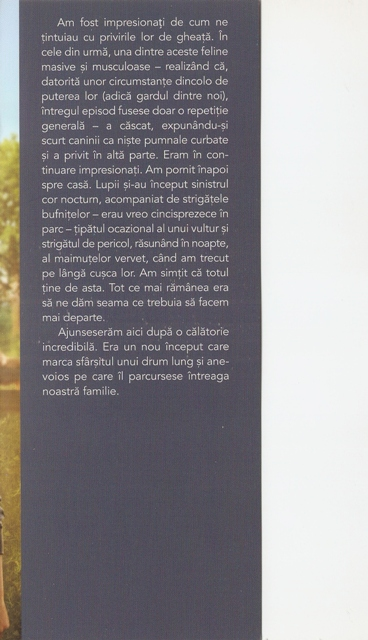 Am fost impresionați de cum ne
țintuiau cu privirile lor de gheață. În
cele din urmă, una dintre aceste feline
masive și musculoase – realizând că,
datorită unor circumstanțe dincolo de
puterea lor (adică gardul dintre noi),
întregul episod fusese doar o repetiție
generală – a căscat, expunându-și
scurt caninii ca niște pumnale curbate
și a privit în altă parte. Eram în con-
tinuare impresionați. Am pornit înapoi
spre casă. Lupii și-au început sinistrul
cor nocturn, acompaniat de strigătele
bufnițelor – erau vreo cincisprezece în
parc – țipătul ocazional al unui vultur și
strigătul de pericol, răsunând în noapte,
al maimuțelor vervet, când am trecut
pe lângă cușca lor. Am simțit că totul
ține de asta. Tot ce mai rămânea era
să ne dăm seama ce trebuia să facem
mai departe.
Ajunseserăm aici după o călătorie
incredibilă. Era un nou început care
marca sfârșitul unui drum lung și ane-
voios pe care îl parcursese întreaga
noastră familie.